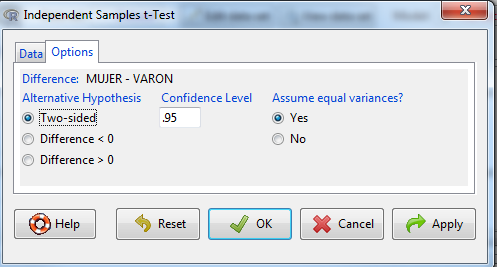 Independent Samples t-Test
Data Options
Difference: MUJER - VARON
Alternative Hypothesis Confidence Level Assume equal variances?
Two-sided .95 Yes
Difference < 0 No
Difference > 0
Help Reset OK Cancel Apply